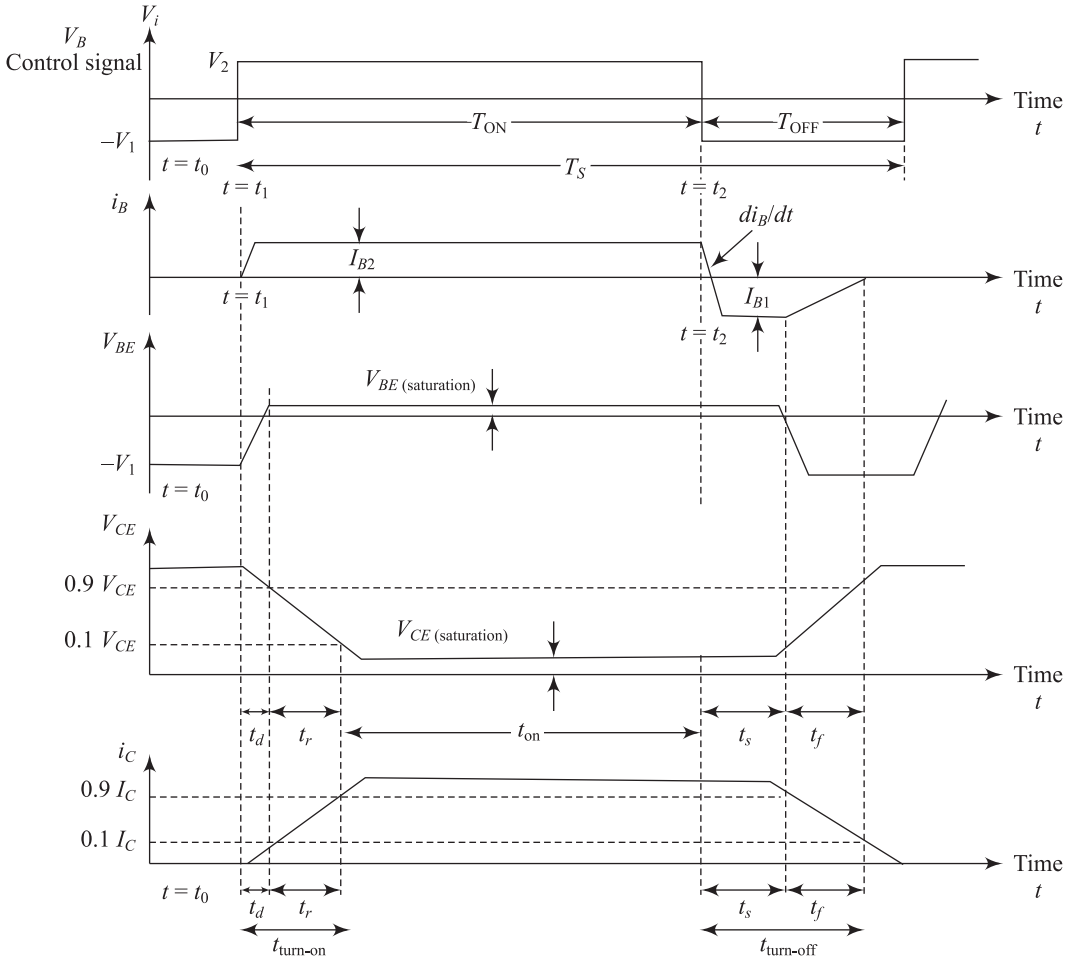 V_i
V_B
Control signal
V_2
Time
T_ON
T_OFF
t
–V_1
t = t_0
T_S
t = t_1
t = t_2
i_B
di_B/dt
I_B2
Time
t = t_1
I_B1
t
t = t_2
V_BE
V_BE (saturation)
Time
t
–V_1
t = t_0
V_CE
0.9 V_CE
V_CE (saturation)
0.1 V_CE
Time
t
t_d
t_r
t_on
t_s
t_f
i_C
0.9 I_C
0.1 I_C
Time
t = t_0
t
t_d
t_r
t_s
t_f
t_turn-on
t_turn-off